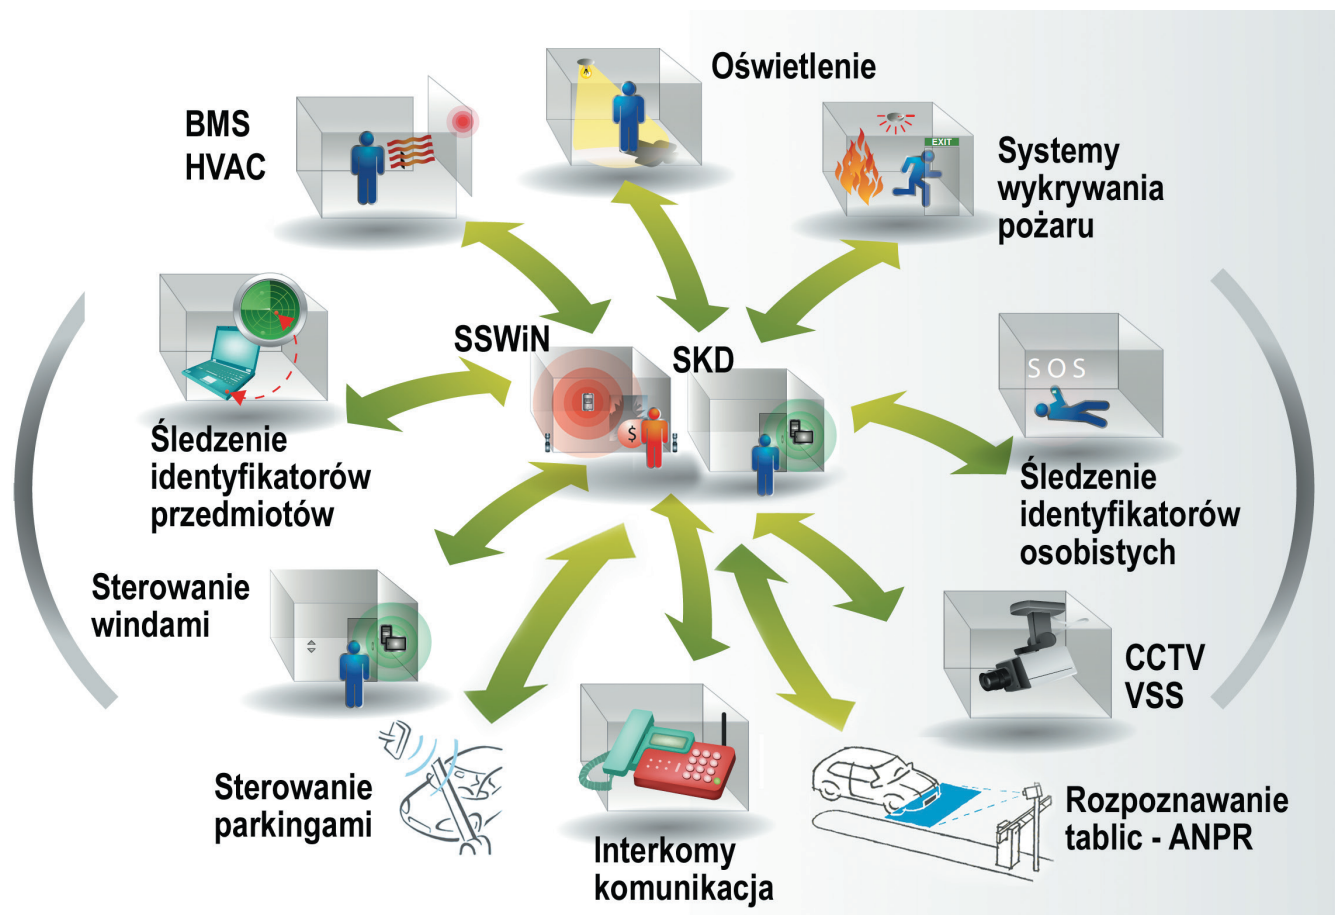 Oświetlenie
BMS
HVAC
EXIT
Systemy
wykrywania
pożaru
SSWiN
SKD
$
SOS
Śledzenie
identyfikatorów
przedmiotów
Śledzenie
identyfikatorów
osobistych
Sterowanie
windami
CCTV
VSS
Sterowanie
parkingami
Interkomy
komunikacja
Rozpoznawanie
tablic - ANPR